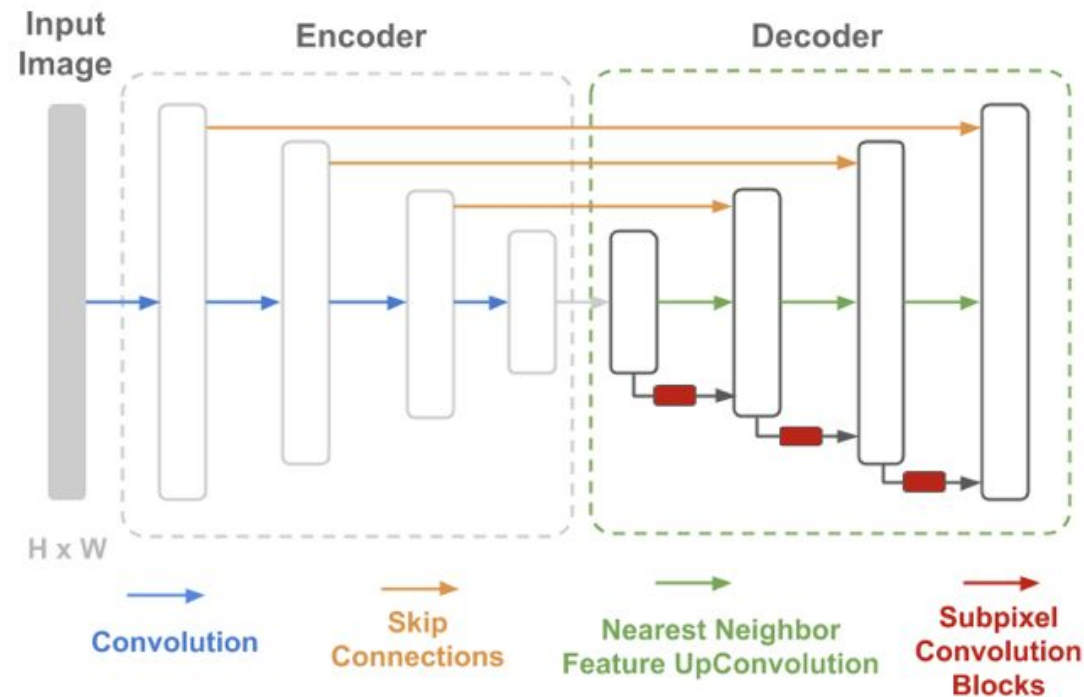 Input
Image
Encoder
Decoder
H x W
Convolution
Skip
Connections
Nearest Neighbor
Feature UpConvolution
Subpixel
Convolution
Blocks